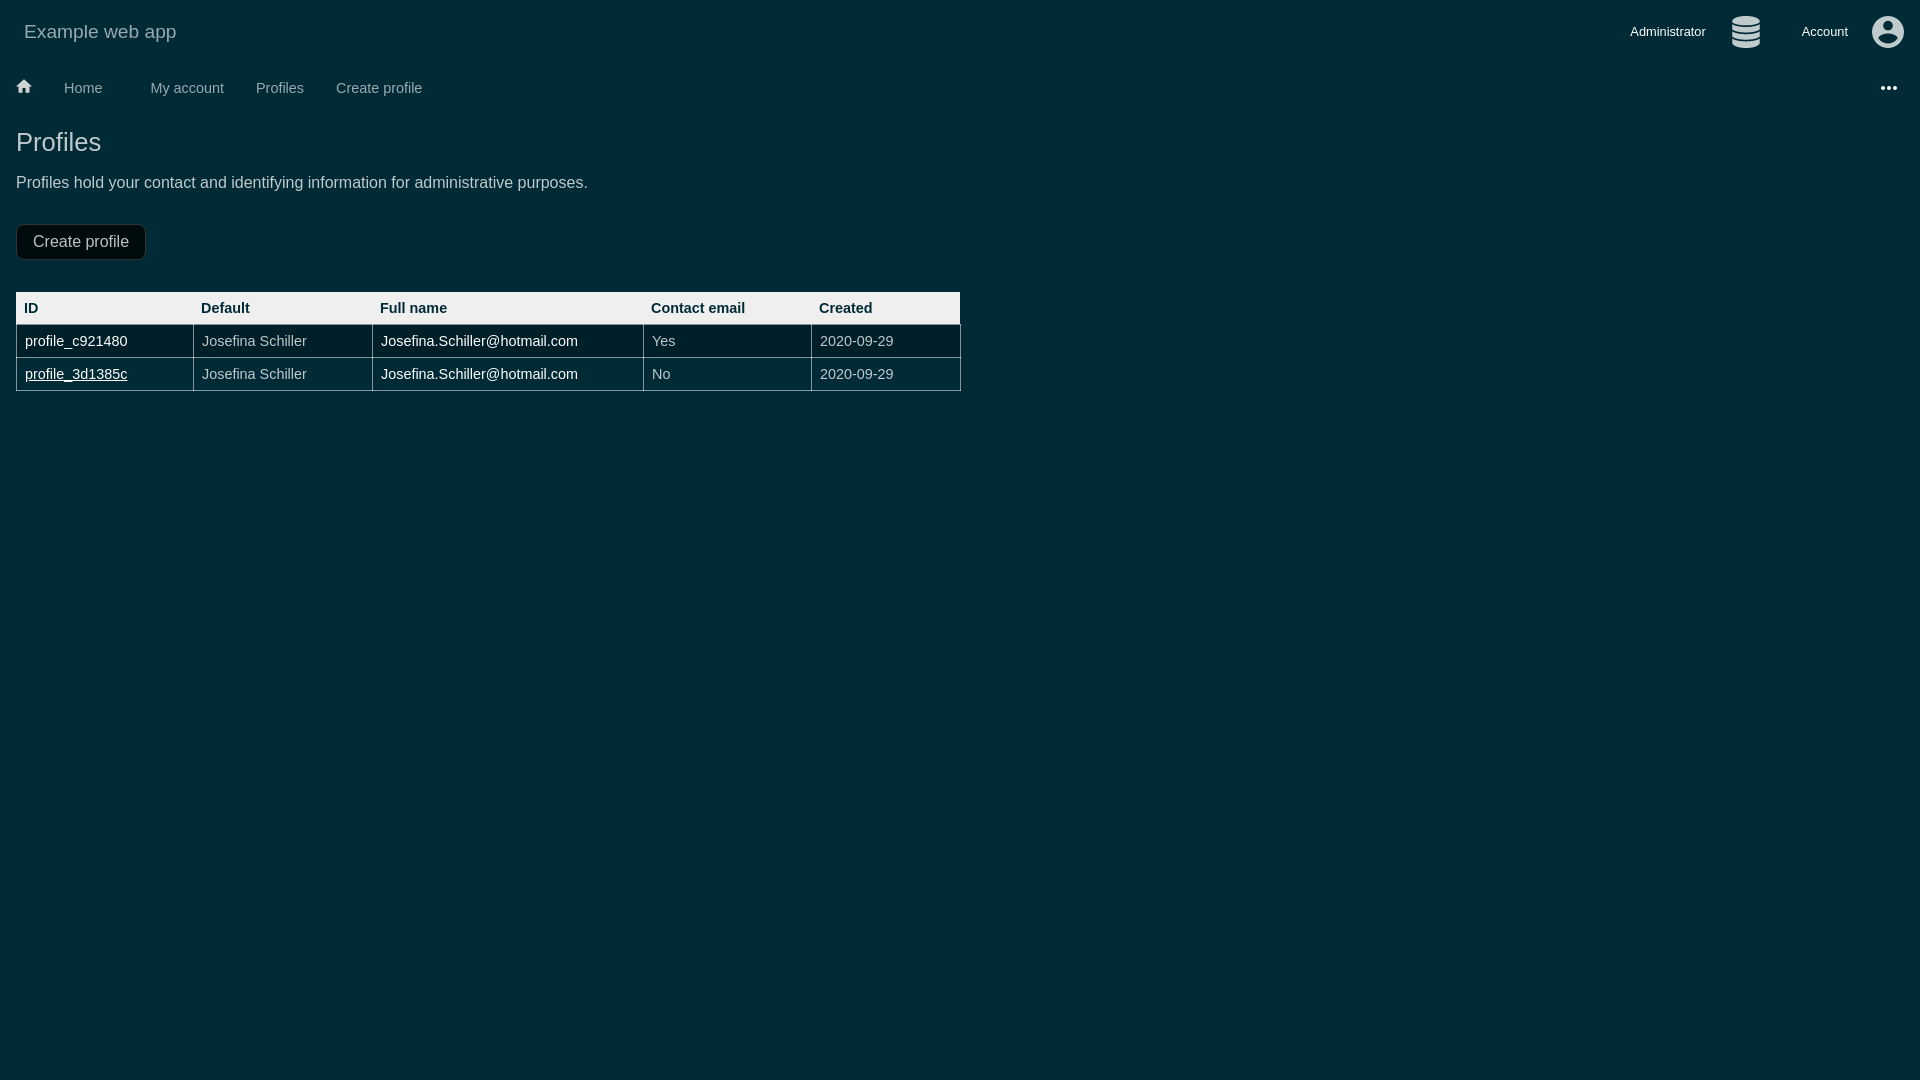 Example web app
Administrator
Account
Home
My account
Profiles
Create profile
Profiles
Profiles hold your contact and identifying information for administrative purposes.
Create profile
ID Default Full name Contact email Created
profile_c921480 Josefina Schiller Josefina.Schiller@hotmail.com Yes 2020-09-29
profile_3d1385c Josefina Schiller Josefina.Schiller@hotmail.com No 2020-09-29